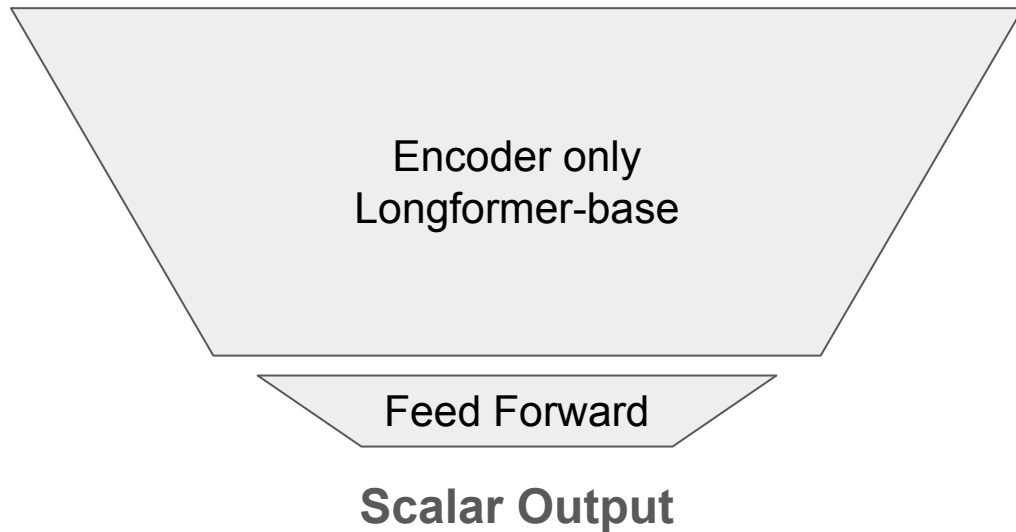 Encoder only
Longformer-base
Feed Forward
Scalar Output